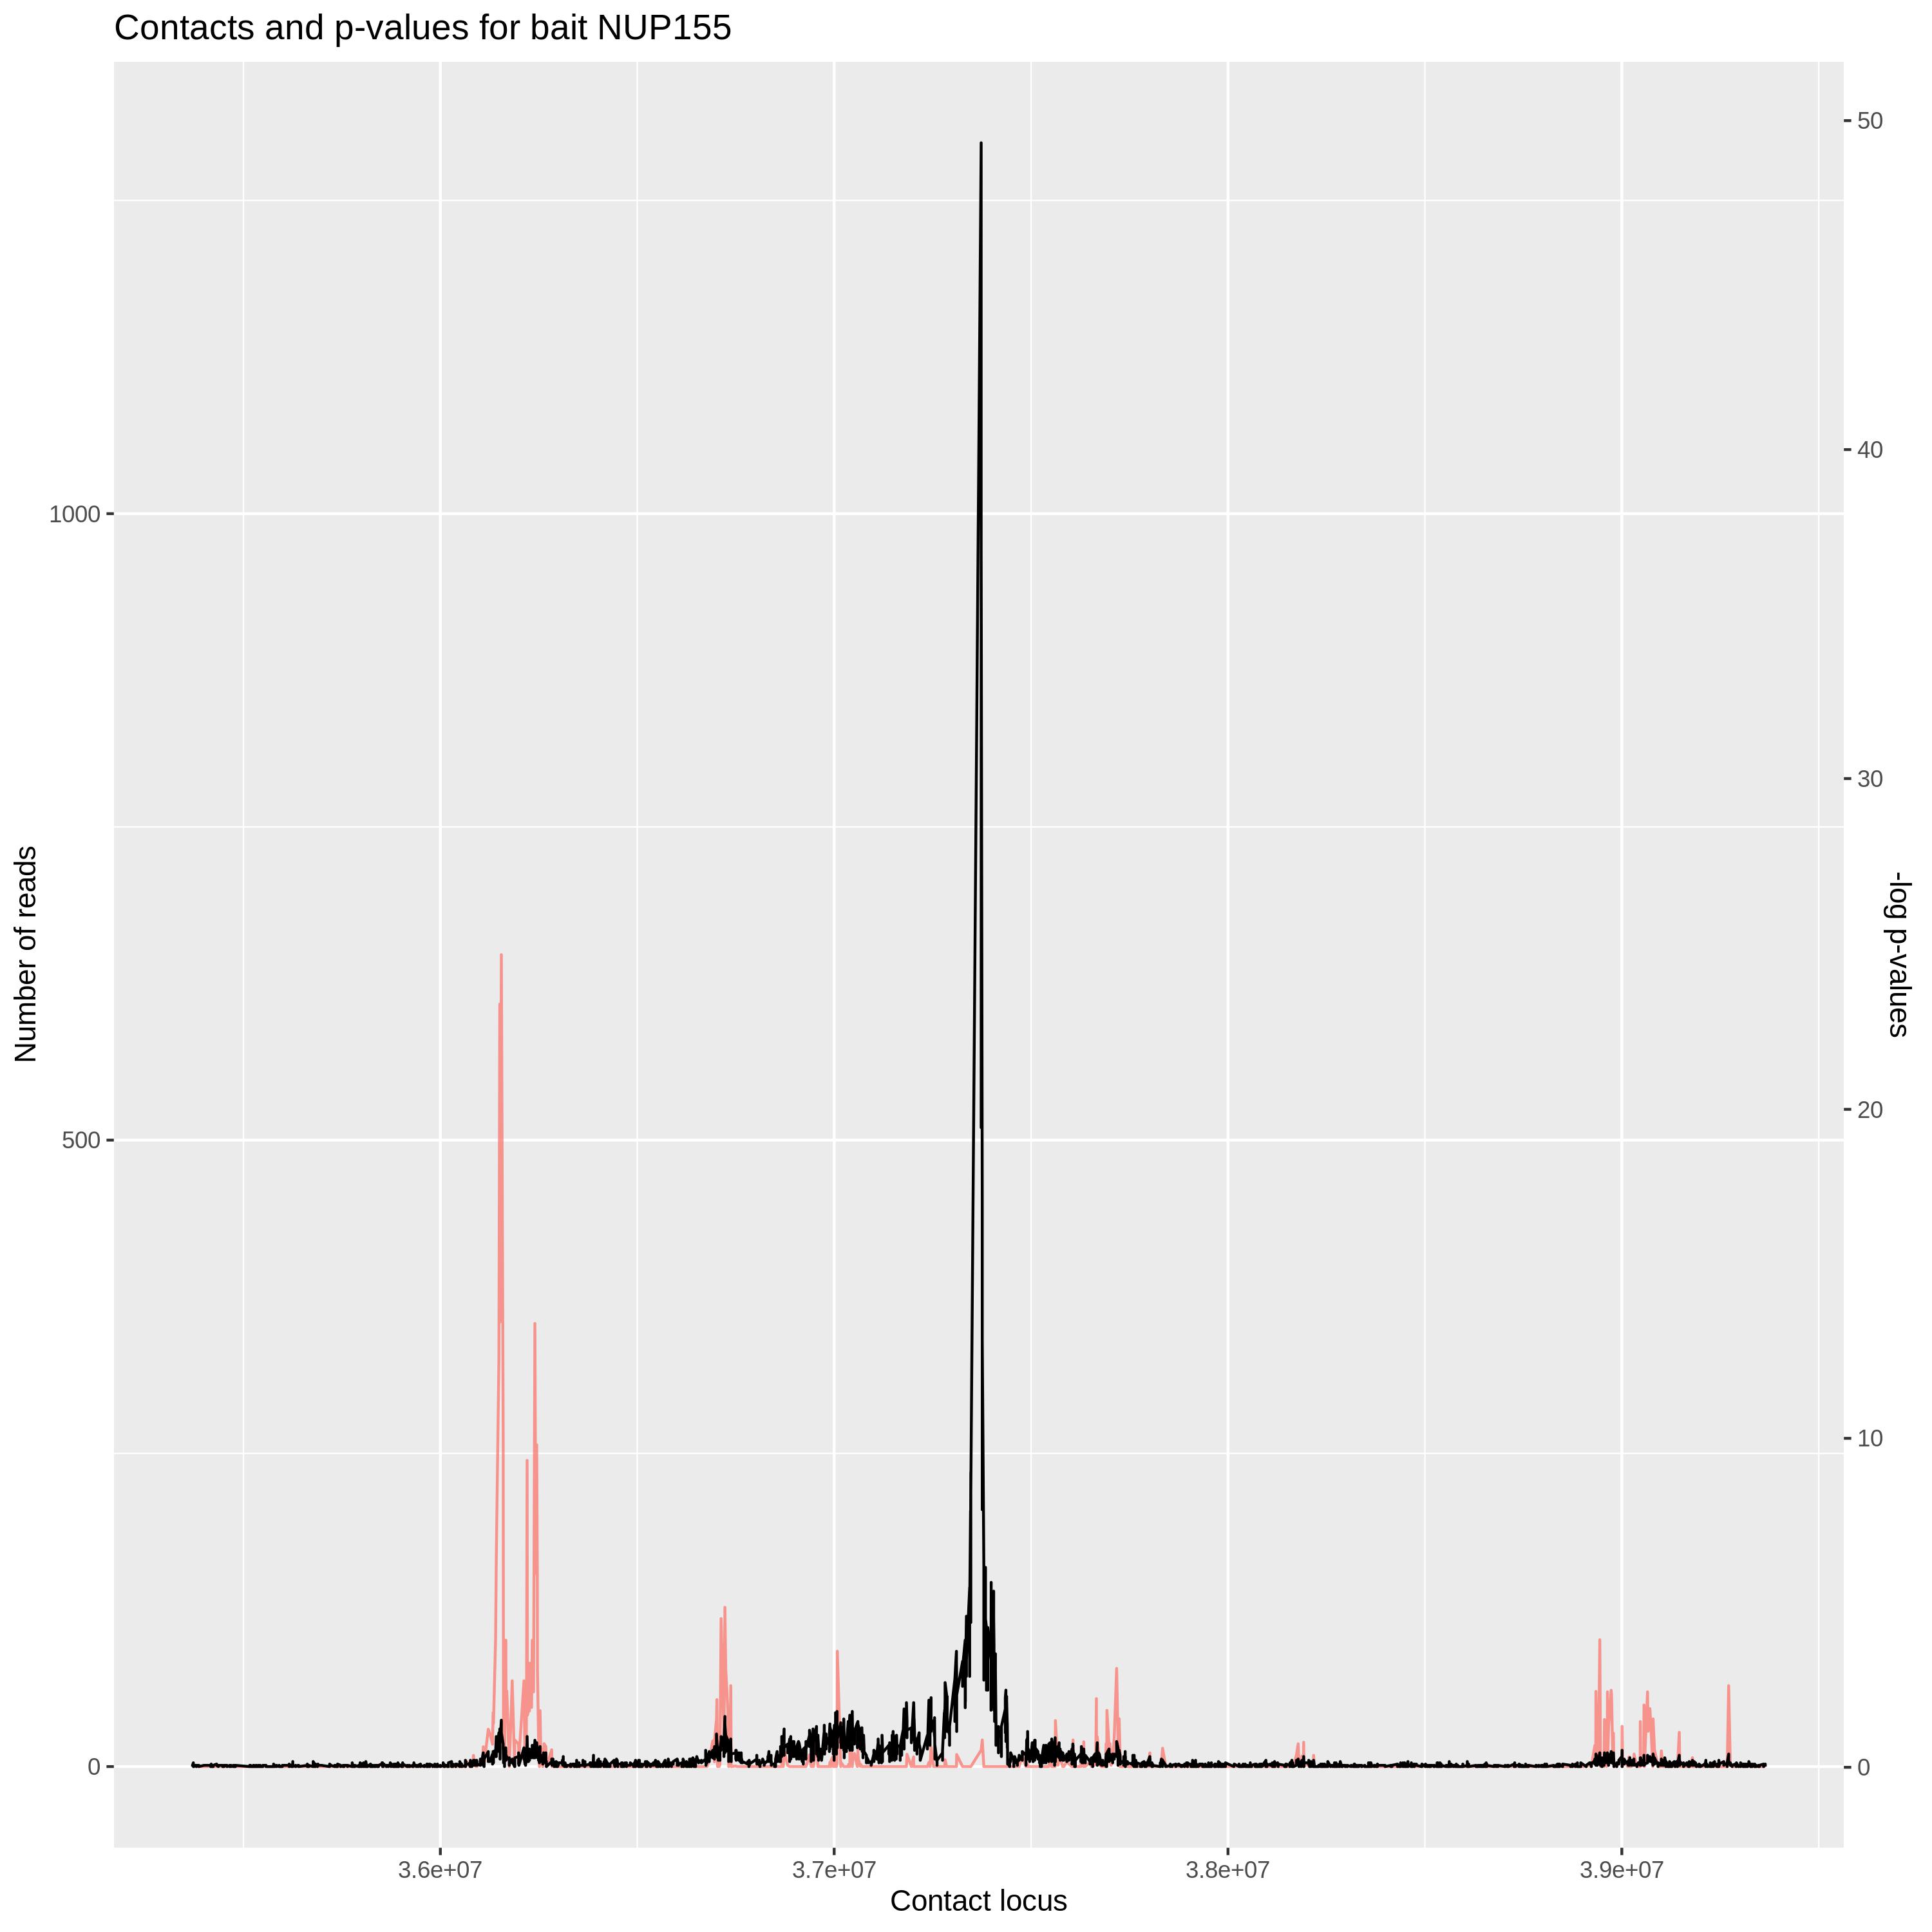 Contacts and p-values for bait NUP155
50
40
1000
30
Number of reads
-log p-values
500
20
10
0
0
3.6e+07
3.7e+07
3.8e+07
3.9e+07
Contact locus